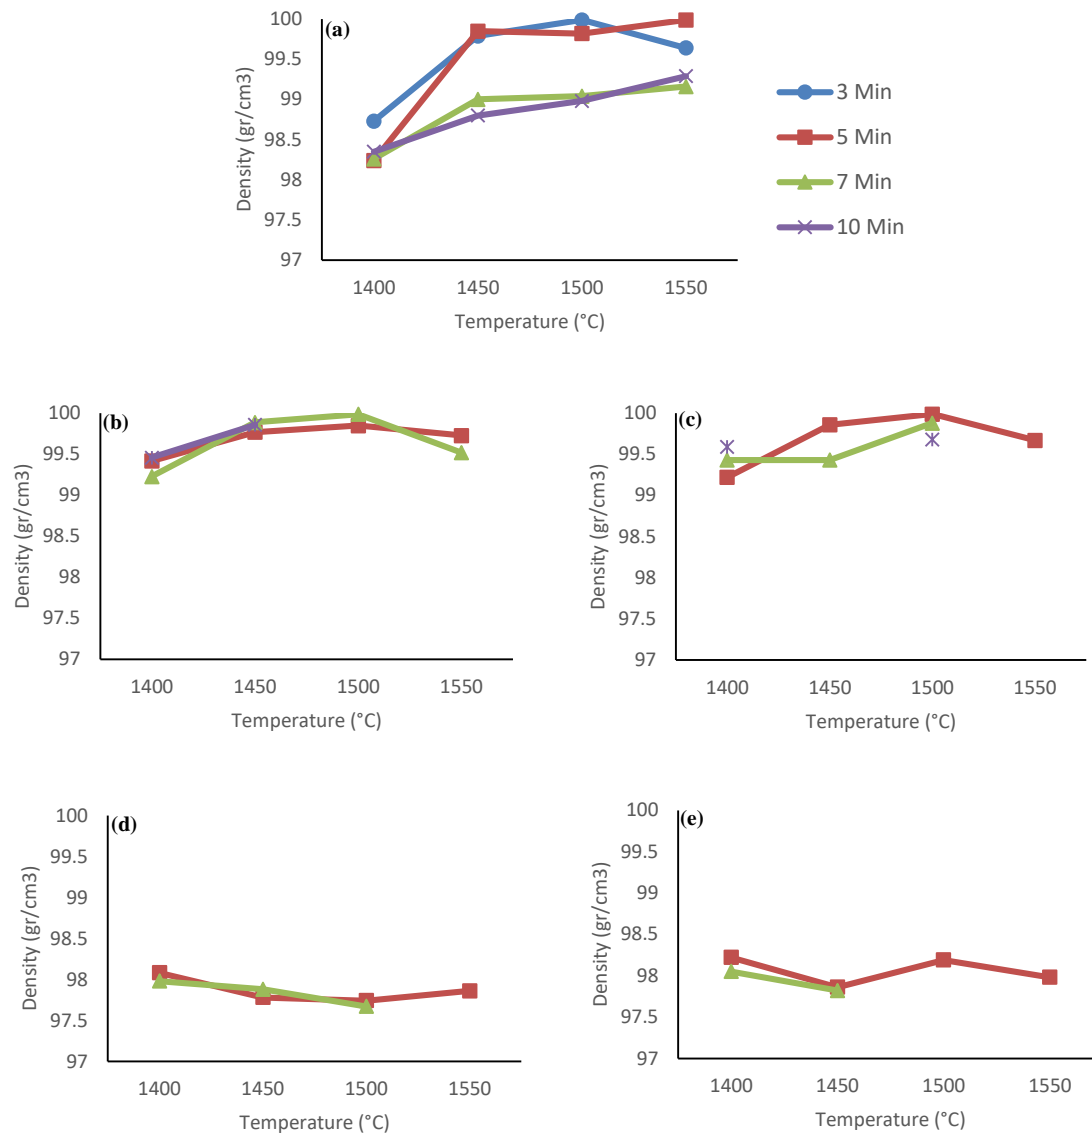 (a)
100
99.5
99
98.5
98
97.5
97
Density (gr/cm3)
1400 1450 1500 1550
Temperature (°C)
3 Min
5 Min
7 Min
10 Min
(b)
100
99.5
99
98.5
98
97.5
97
Density (gr/cm3)
1400 1450 1500 1550
Temperature (°C)
(c)
100
99.5
99
98.5
98
97.5
97
Density (gr/cm3)
1400 1450 1500 1550
Temperature (°C)
(d)
100
99.5
99
98.5
98
97.5
97
Density (gr/cm3)
1400 1450 1500 1550
Temperature (°C)
(e)
100
99.5
99
98.5
98
97.5
97
Density (gr/cm3)
1400 1450 1500 1550
Temperature (°C)